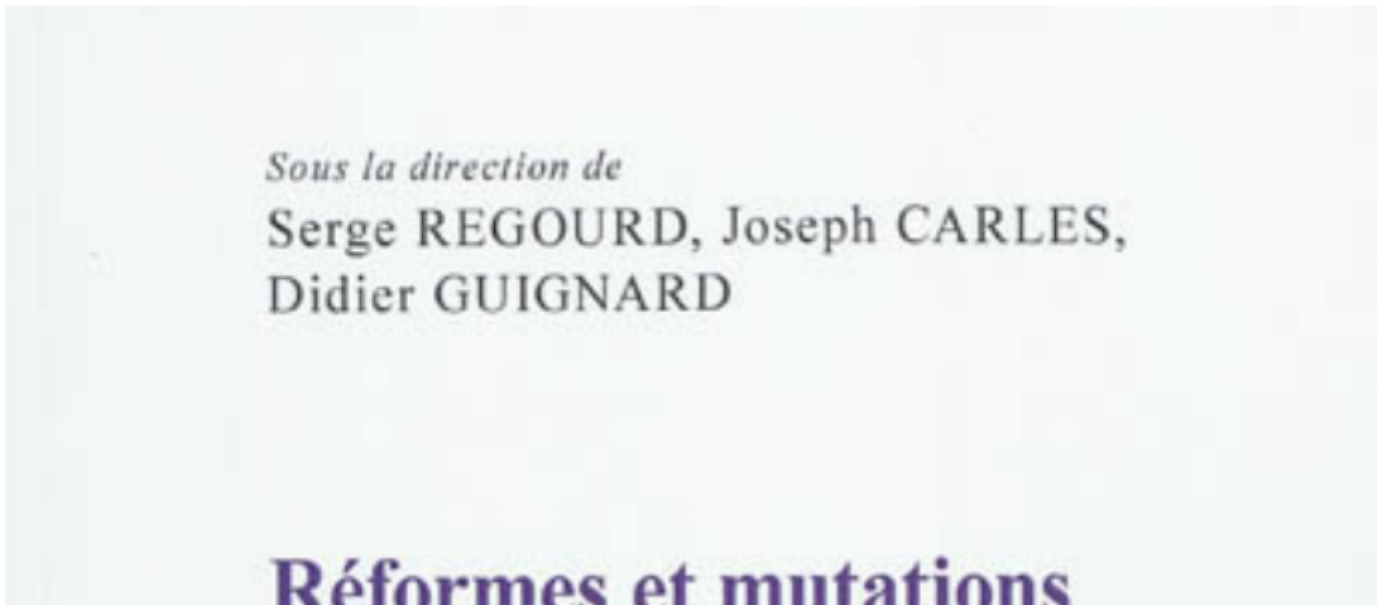 Sous la direction de
Serge REGOURD, Joseph CARLES,
Didier GUIGNARD
Réformes et mutations